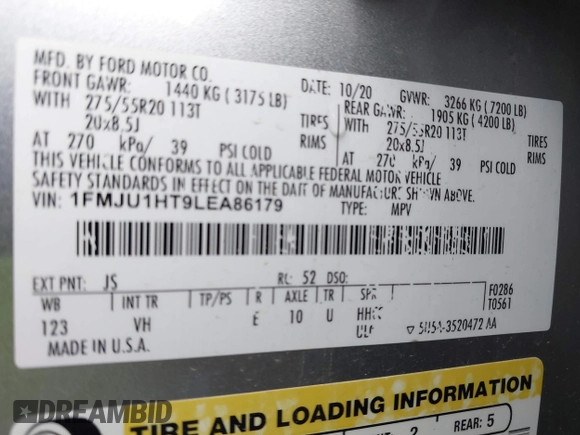 MFD. BY FORD MOTOR CO.
DATE: 10/20 GVWR: 3266 KG ( 7200 LB)
FRONT GAWR: 1440 KG ( 3175 LB) REAR GAWR: 1905 KG ( 4200 LB)
WITH 275/55R20 113T TIRES WITH 275/55R20 113T TIRES
20x8.5J RIMS 20x8.5J RIMS
AT 270 kPa/ 39 PSI COLD AT 270 kPa/ 39 PSI COLD
THIS VEHICLE CONFORMS TO ALL APPLICABLE FEDERAL MOTOR VEHICLE
SAFETY STANDARDS IN EFFECT ON THE DATE OF MANUFACTURE SHOWN ABOVE.
VIN: 1FMJU1HT9LEA86179 TYPE: MPV
EXT PNT: JS RC: 52 DSO: F0286
WB INT TR TP/PS R AXLE TR SPR T0561
123 VH E 10 U
MADE IN U.S.A.
TIRE AND LOADING INFORMATION
2 REAR: 5
DREAMBID